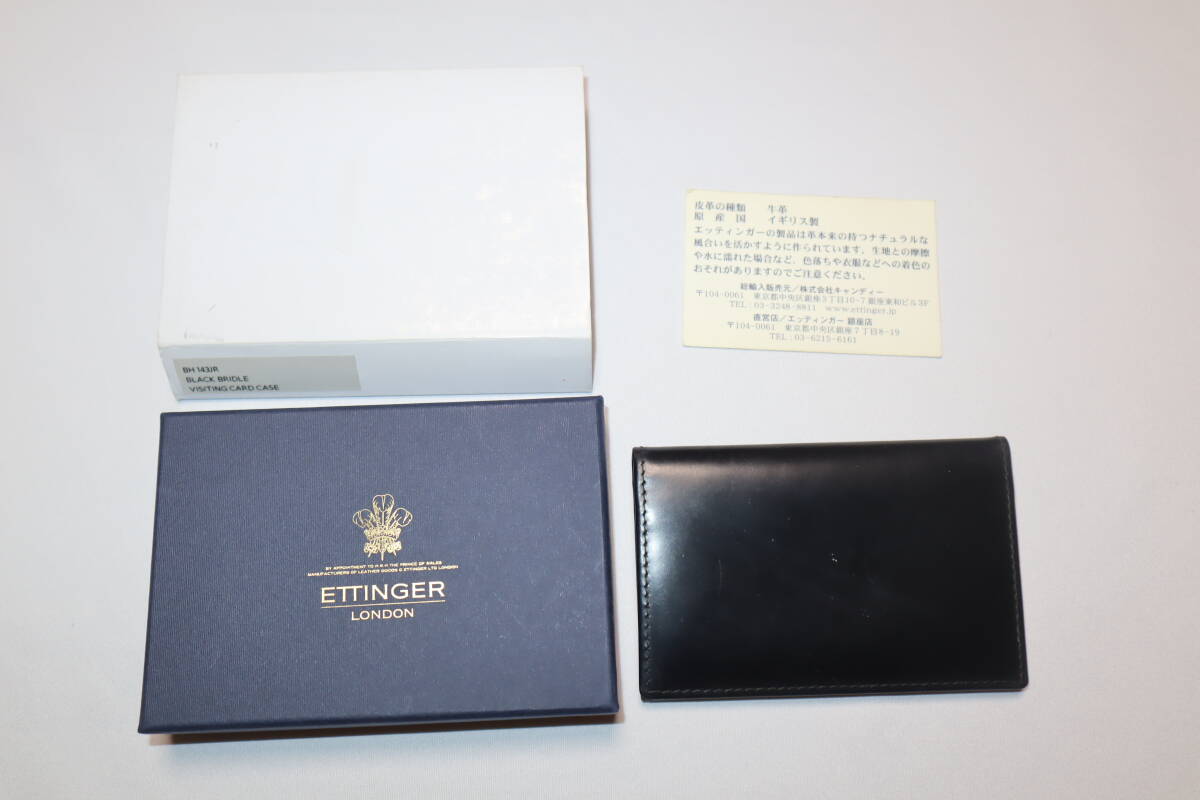 BH 143JR
BLACK BRIDLE
VISITING CARD CASE
皮革の種類 牛革
原産国 イギリス製
エッティンガーの製品は革本来の持つナチュラルな
風合いを活かすように作られています。生地との摩擦
や水に濡れた場合など、色落ちや衣服などへの着色の
おそれがありますのでご注意ください。
総輸入販売元／株式会社キャンディー
〒104-0061 東京都中央区銀座3丁目10-7 銀座東和ビル3F
TEL：03-3248-8811 www.ettinger.jp
直営店／エッティンガー 銀座店
〒104-0061 東京都中央区銀座7丁目8-19
TEL：03-6215-6161
BY APPOINTMENT TO H.R.H. THE PRINCE OF WALES
MANUFACTURERS OF LEATHER GOODS G ETTINGER LTD LONDON
ETTINGER
LONDON